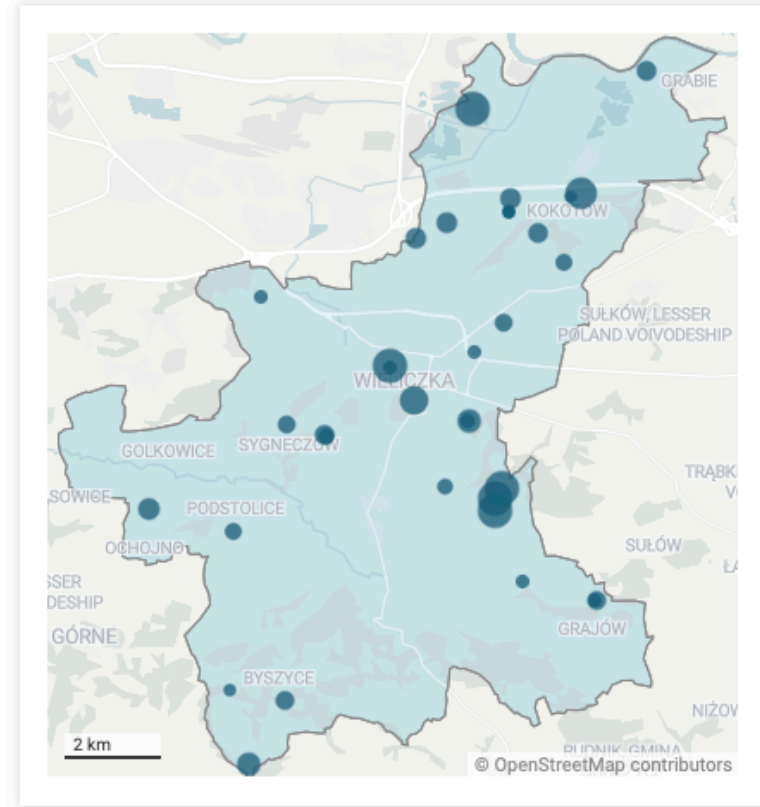 GRABIE
KOKOTÓW
SUŁKÓW, LESSER
POLAND VOIVODESHIP
WIELICZKA
GOLKOWICE
SYGNECZÓW
TRĄBK
SOWICE
PODSTOLICE
OCHOJNO
SUŁÓW
SSER
DESHIP
GÓRNE
GRAJÓW
BYSZYCE
NIŻOW
2 km
RUDNIK, GMINA
© OpenStreetMap contributors